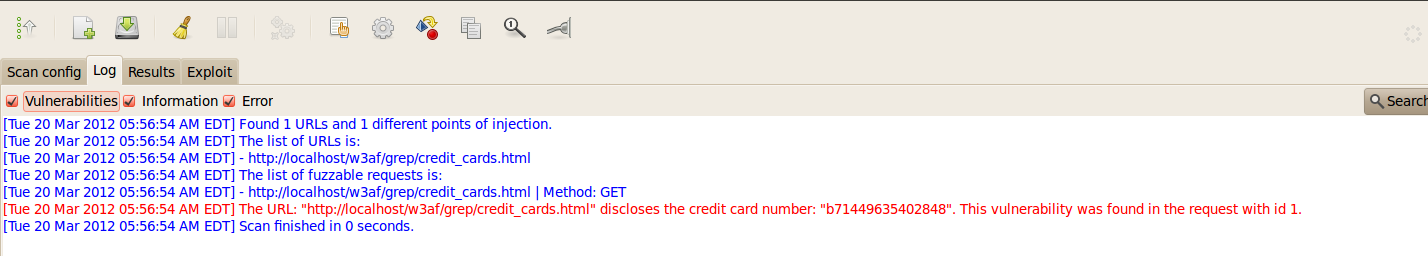 Scan config Log Results Exploit
Vulnerabilities Information Error Search
[Tue 20 Mar 2012 05:56:54 AM EDT] Found 1 URLs and 1 different points of injection.
[Tue 20 Mar 2012 05:56:54 AM EDT] The list of URLs is:
[Tue 20 Mar 2012 05:56:54 AM EDT] - http://localhost/w3af/grep/credit_cards.html
[Tue 20 Mar 2012 05:56:54 AM EDT] The list of fuzzable requests is:
[Tue 20 Mar 2012 05:56:54 AM EDT] - http://localhost/w3af/grep/credit_cards.html | Method: GET
[Tue 20 Mar 2012 05:56:54 AM EDT] The URL: "http://localhost/w3af/grep/credit_cards.html" discloses the credit card number: "b71449635402848". This vulnerability was found in the request with id 1.
[Tue 20 Mar 2012 05:56:54 AM EDT] Scan finished in 0 seconds.